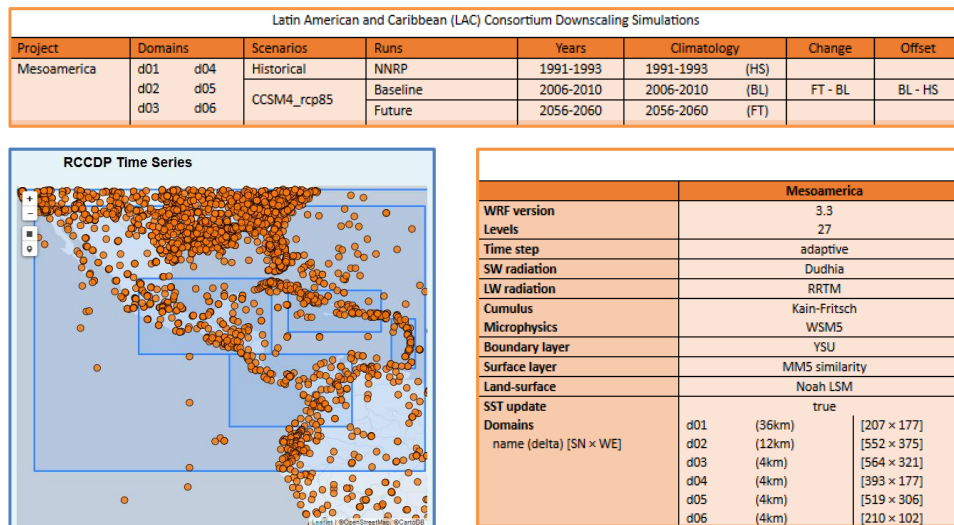 Latin American and Caribbean (LAC) Consortium Downscaling Simulations
Project Domains Scenarios Runs Years Climatology Change Offset
Mesoamerica d01 d04 Historical NNRP 1991-1993 1991-1993 (HS)
d02 d05 CCSM4_rcp85 Baseline 2006-2010 2006-2010 (BL) FT - BL BL - HS
d03 d06 Future 2056-2060 2056-2060 (FT)
RCCDP Time Series
+
−
Leaflet | ©OpenStreetMap, ©CartoDB
Mesoamerica
WRF version 3.3
Levels 27
Time step adaptive
SW radiation Dudhia
LW radiation RRTM
Cumulus Kain-Fritsch
Microphysics WSM5
Boundary layer YSU
Surface layer MM5 similarity
Land-surface Noah LSM
SST update true
Domains d01 (36km) [207 × 177]
name (delta) [SN × WE] d02 (12km) [552 × 375]
d03 (4km) [564 × 321]
d04 (4km) [393 × 177]
d05 (4km) [519 × 306]
d06 (4km) [210 × 102]